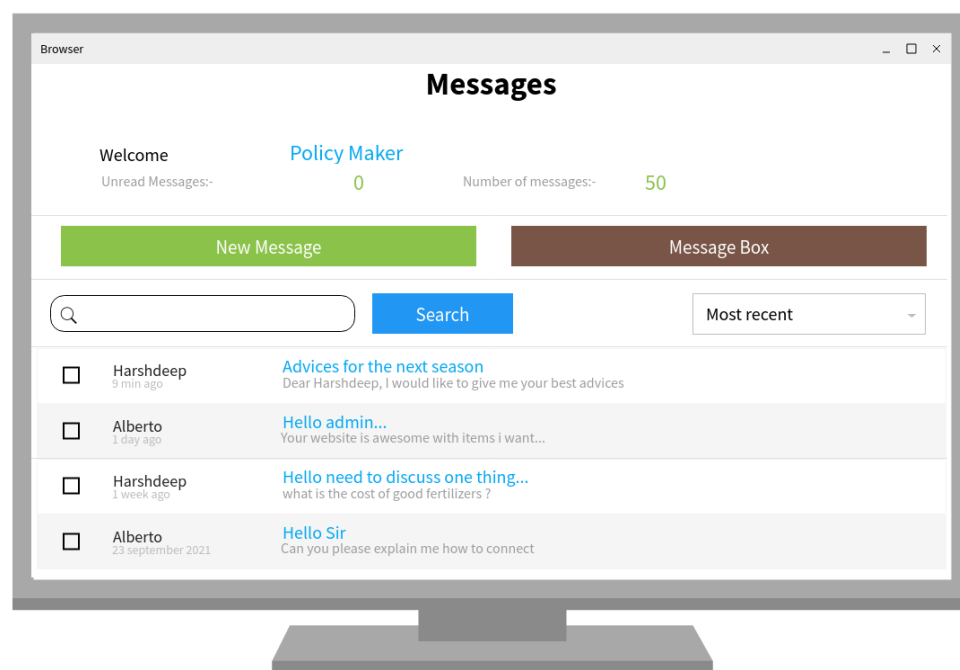 Browser
Messages
Welcome Policy Maker
Unread Messages:- 0 Number of messages:- 50
New Message Message Box
Search Most recent
Harshdeep Advices for the next season
9 min ago Dear Harshdeep, I would like to give me your best advices
Alberto Hello admin...
1 day ago Your website is awesome with items i want...
Harshdeep Hello need to discuss one thing...
1 week ago what is the cost of good fertilizers ?
Alberto Hello Sir
23 september 2021 Can you please explain me how to connect